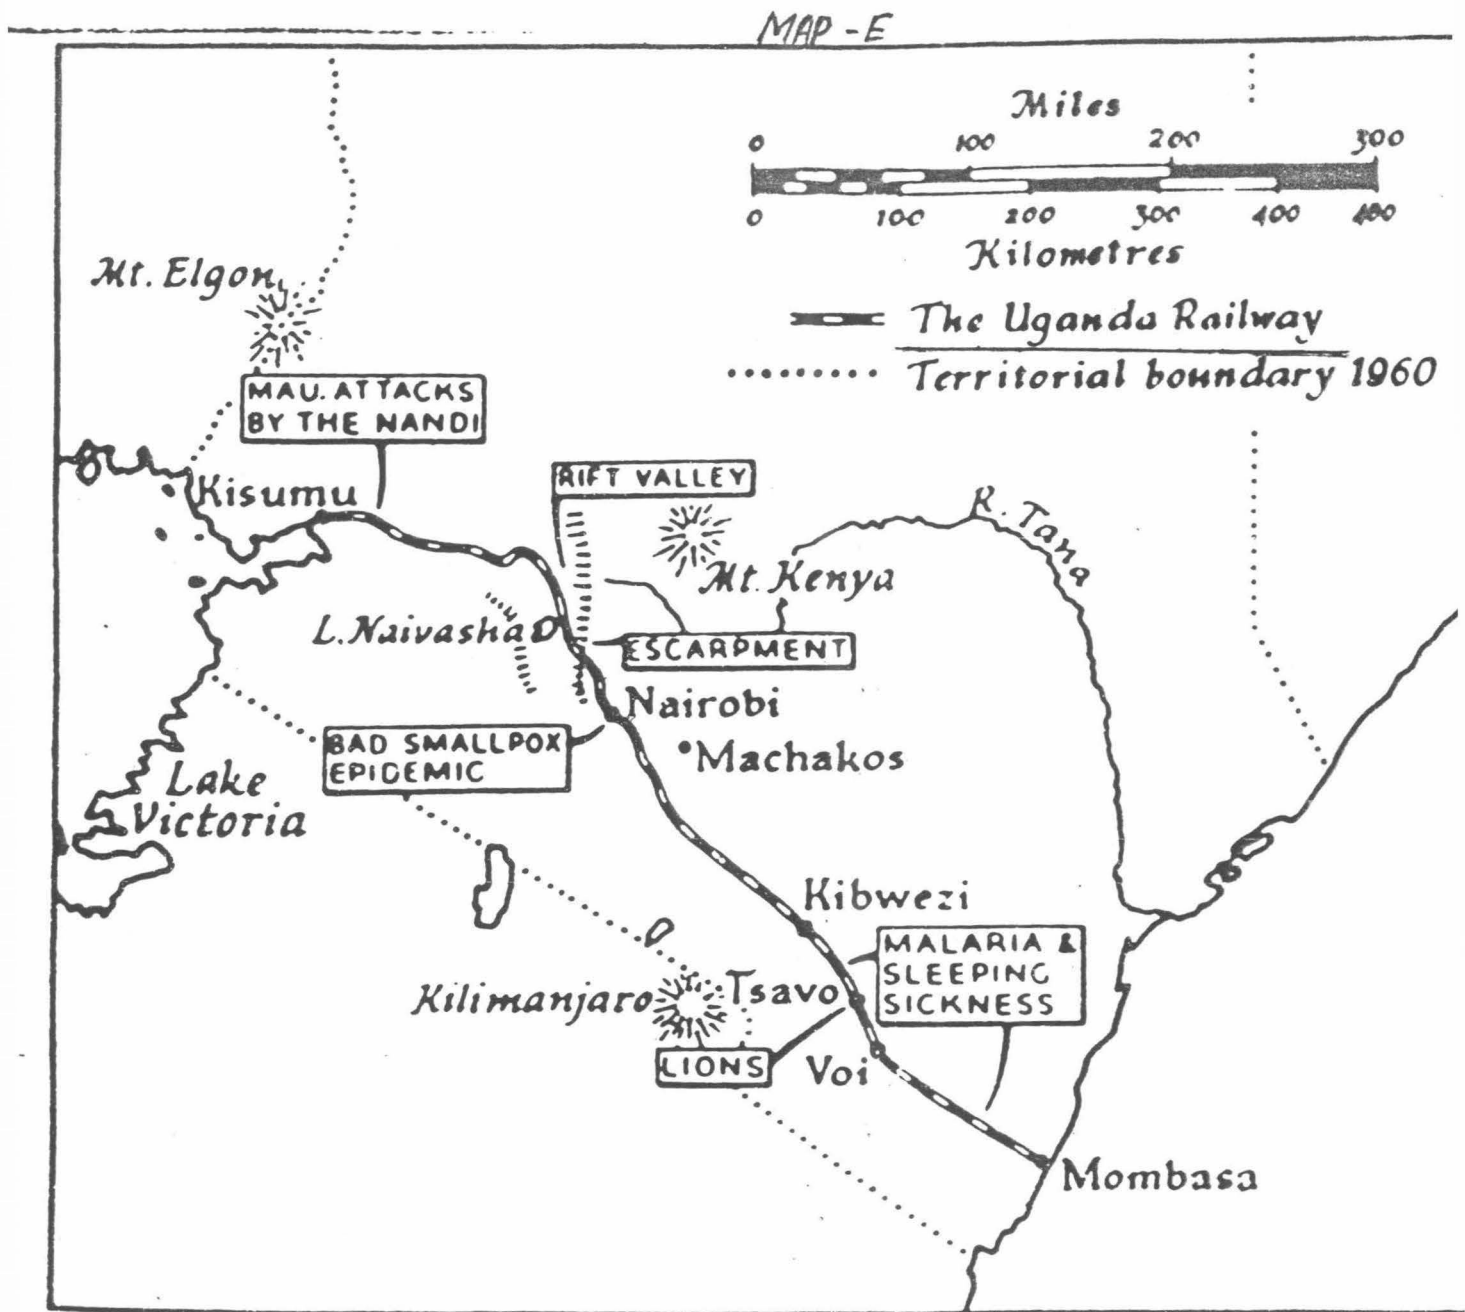 MAP - E
Miles
0 100 200 300
0 100 200 300 400 480
Kilometres
The Uganda Railway
Territorial boundary 1960
Mt. Elgon
MAU. ATTACKS
BY THE NANDI
Kisumu
RIFT VALLEY
R. Tana
Mt. Kenya
L. Naivasha
ESCARPMENT
Nairobi
BAD SMALLPOX
EPIDEMIC
Machakos
Lake
Victoria
Kibwezi
MALARIA &
SLEEPING
SICKNESS
Kilimanjaro
Tsavo
LIONS
Voi
Mombasa